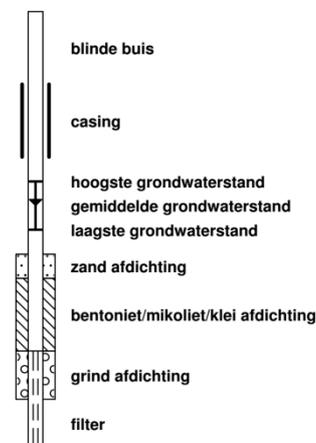 blinde buis
casing
hoogste grondwaterstand
gemiddelde grondwaterstand
laagste grondwaterstand
zand afdichting
bentoniet/mikoliet/klei afdichting
grind afdichting
filter